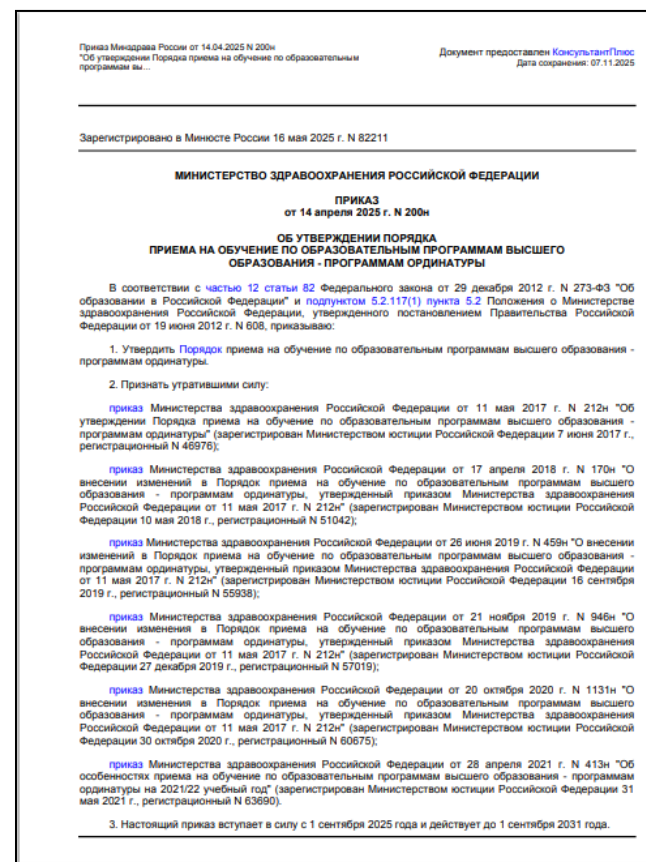 Приказ Минздрава России от 14.04.2025 N 200н
"Об утверждении Порядка приема на обучение по образовательным
программам вы...
Документ предоставлен КонсультантПлюс
Дата сохранения: 07.11.2025
Зарегистрировано в Минюсте России 16 мая 2025 г. N 82211
МИНИСТЕРСТВО ЗДРАВООХРАНЕНИЯ РОССИЙСКОЙ ФЕДЕРАЦИИ
ПРИКАЗ
от 14 апреля 2025 г. N 200н
ОБ УТВЕРЖДЕНИИ ПОРЯДКА
ПРИЕМА НА ОБУЧЕНИЕ ПО ОБРАЗОВАТЕЛЬНЫМ ПРОГРАММАМ ВЫСШЕГО
ОБРАЗОВАНИЯ - ПРОГРАММАМ ОРДИНАТУРЫ
В соответствии с частью 12 статьи 82 Федерального закона от 29 декабря 2012 г. N 273-ФЗ "Об
образовании в Российской Федерации" и подпунктом 5.2.117(1) пункта 5.2 Положения о Министерстве
здравоохранения Российской Федерации, утвержденного постановлением Правительства Российской
Федерации от 19 июня 2012 г. N 608, приказываю:
1. Утвердить Порядок приема на обучение по образовательным программам высшего образования -
программам ординатуры.
2. Признать утратившими силу:
приказ Министерства здравоохранения Российской Федерации от 11 мая 2017 г. N 212н "Об
утверждении Порядка приема на обучение по образовательным программам высшего образования -
программам ординатуры" (зарегистрирован Министерством юстиции Российской Федерации 7 июня 2017 г.,
регистрационный N 46976);
приказ Министерства здравоохранения Российской Федерации от 17 апреля 2018 г. N 170н "О
внесении изменений в Порядок приема на обучение по образовательным программам высшего
образования - программам ординатуры, утвержденный приказом Министерства здравоохранения
Российской Федерации от 11 мая 2017 г. N 212н" (зарегистрирован Министерством юстиции Российской
Федерации 10 мая 2018 г., регистрационный N 51042);
приказ Министерства здравоохранения Российской Федерации от 26 июня 2019 г. N 459н "О внесении
изменений в Порядок приема на обучение по образовательным программам высшего образования -
программам ординатуры, утвержденный приказом Министерства здравоохранения Российской Федерации
от 11 мая 2017 г. N 212н" (зарегистрирован Министерством юстиции Российской Федерации 16 сентября
2019 г., регистрационный N 55938);
приказ Министерства здравоохранения Российской Федерации от 21 ноября 2019 г. N 946н "О
внесении изменения в Порядок приема на обучение по образовательным программам высшего
образования - программам ординатуры, утвержденный приказом Министерства здравоохранения
Российской Федерации от 11 мая 2017 г. N 212н" (зарегистрирован Министерством юстиции Российской
Федерации 27 декабря 2019 г., регистрационный N 57019);
приказ Министерства здравоохранения Российской Федерации от 20 октября 2020 г. N 1131н "О
внесении изменения в Порядок приема на обучение по образовательным программам высшего
образования - программам ординатуры, утвержденный приказом Министерства здравоохранения
Российской Федерации от 11 мая 2017 г. N 212н" (зарегистрирован Министерством юстиции Российской
Федерации 30 октября 2020 г., регистрационный N 60675);
приказ Министерства здравоохранения Российской Федерации от 28 апреля 2021 г. N 413н "Об
особенностях приема на обучение по образовательным программам высшего образования - программам
ординатуры на 2021/22 учебный год" (зарегистрирован Министерством юстиции Российской Федерации 31
мая 2021 г., регистрационный N 63690).
3. Настоящий приказ вступает в силу с 1 сентября 2025 года и действует до 1 сентября 2031 года.